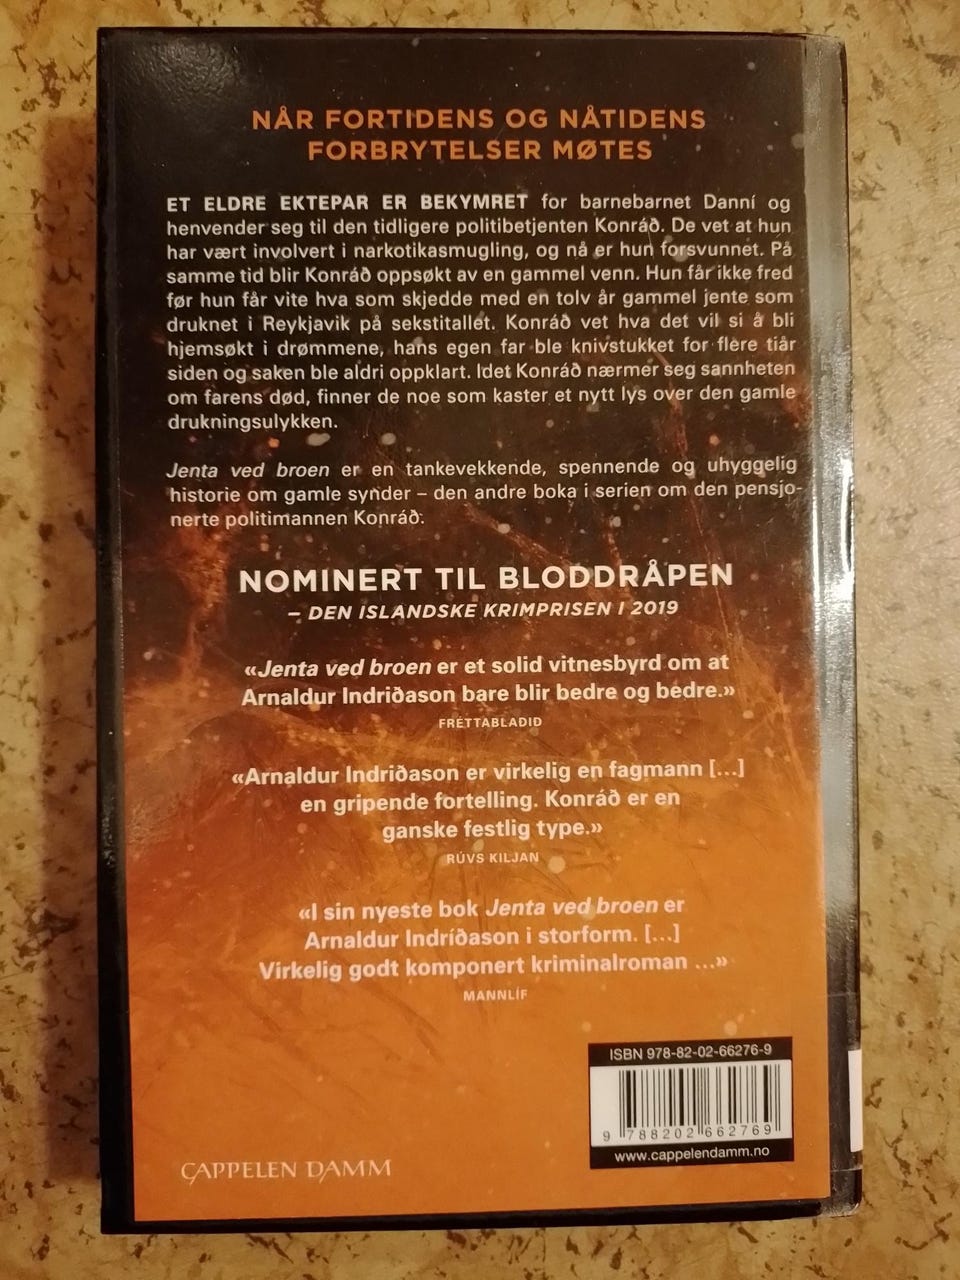 NÅR FORTIDENS OG NÅTIDENS
FORBRYTELSER MØTES
ET ELDRE EKTEPAR ER BEKYMRET for barnebarnet Danní og
henvender seg til den tidligere politibetjenten Konráð. De vet at hun
har vært involvert i narkotikasmugling, og nå er hun forsvunnet. På
samme tid blir Konráð oppsøkt av en gammel venn. Hun får ikke fred
før hun får vite hva som skjedde med en tolv år gammel jente som
druknet i Reykjavik på sekstitallet. Konráð vet hva det vil si å bli
hjemsøkt i drømmene, hans egen far ble knivstukket for flere tiår
siden og saken ble aldri oppklart. Idet Konráð nærmer seg sannheten
om farens død, finner de noe som kaster et nytt lys over den gamle
drukningsulykken.
Jenta ved broen er en tankevekkende, spennende og uhyggelig
historie om gamle synder – den andre boka i serien om den pensjo-
nerte politimannen Konráð.
NOMINERT TIL BLODDRÅPEN
– DEN ISLANDSKE KRIMPRISEN I 2019
«Jenta ved broen er et solid vitnesbyrd om at
Arnaldur Indriðason bare blir bedre og bedre.»
FRÉTTABLADID
«Arnaldur Indriðason er virkelig en fagmann [...]
en gripende fortelling. Konráð er en
ganske festlig type.»
RÚVS KILJAN
«I sin nyeste bok Jenta ved broen er
Arnaldur Indríðason i storform. [...]
Virkelig godt komponert kriminalroman ...»
MANNLÍF
ISBN 978-82-02-66276-9
9 788202 662769
www.cappelendamm.no
CAPPELEN DAMM